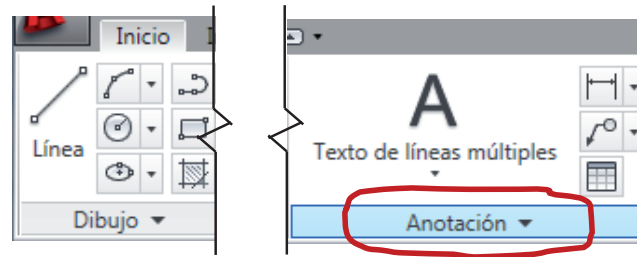 Inicio
Línea
Dibujo
A
Texto de líneas múltiples
Anotación